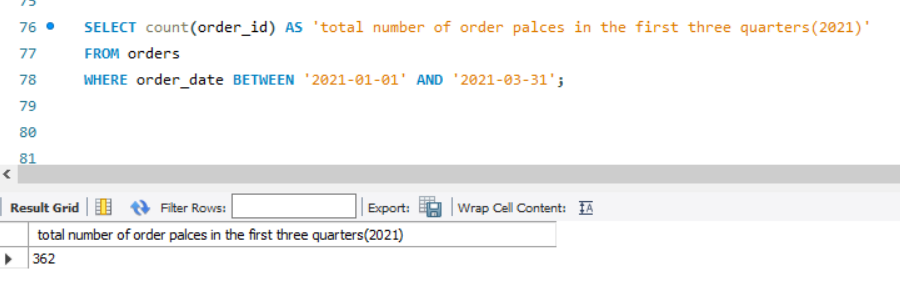 75
76 SELECT count(order_id) AS 'total number of order palces in the first three quarters(2021)'
77 FROM orders
78 WHERE order_date BETWEEN '2021-01-01' AND '2021-03-31';
79
80
81
Result Grid Filter Rows: Export: Wrap Cell Content: IA
total number of order palces in the first three quarters(2021)
362